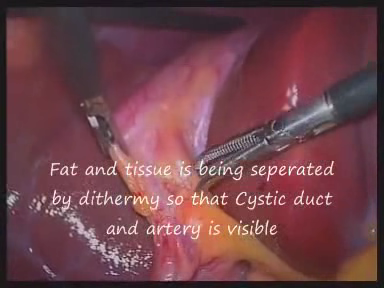 Fat and tissue is being seperated
by dithermy so that Cystic duct
and artery is visible